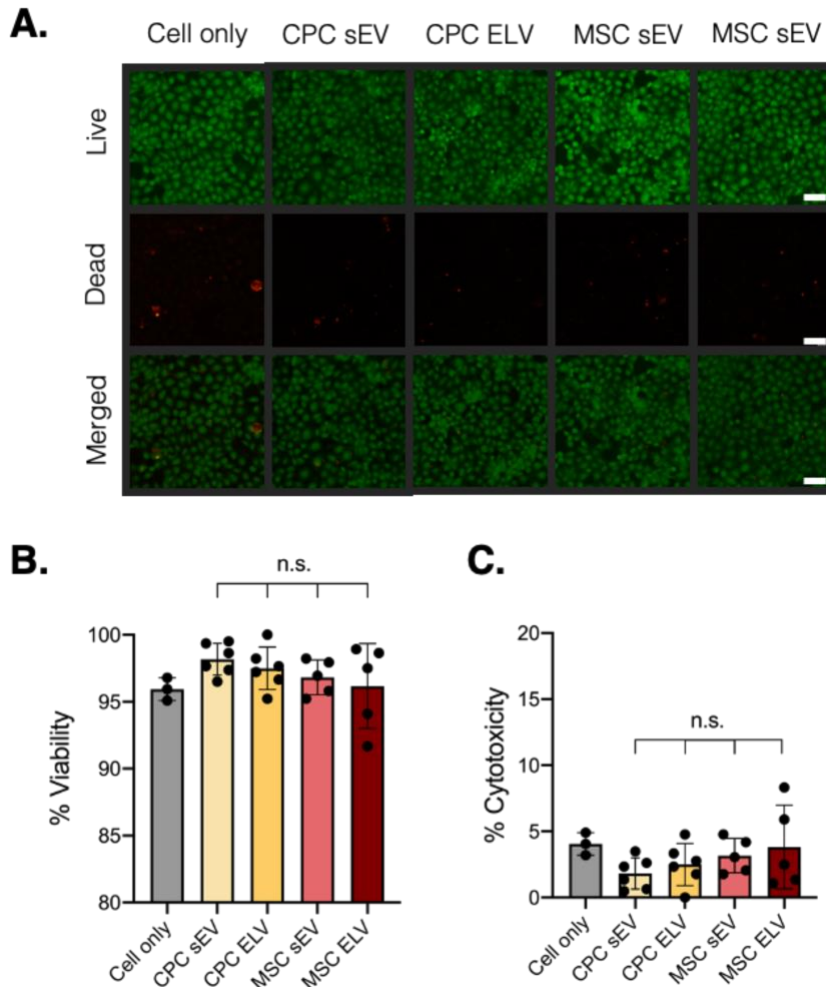 A.
Cell only CPC sEV CPC ELV MSC sEV MSC sEV
Live
Dead
Merged
B.
n.s.
% Viability
100
95
90
85
80
Cell only
CPC sEV
CPC ELV
MSC sEV
MSC ELV
C.
n.s.
% Cytotoxicity
20
15
10
5
0
Cell only
CPC sEV
CPC ELV
MSC sEV
MSC ELV